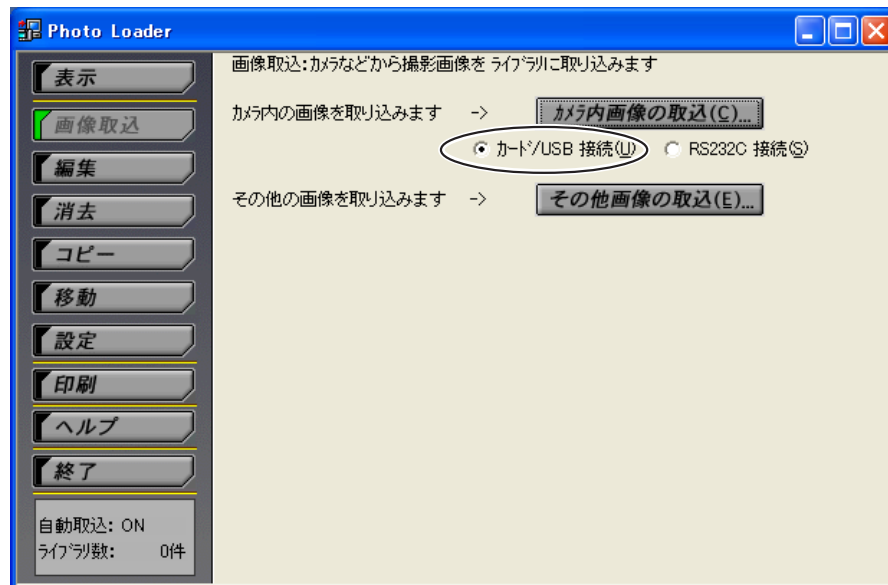 Photo Loader
表示
画像取込
編集
消去
コピー
移動
設定
印刷
ヘルプ
終了
自動取込: ON
ﾗｲﾌﾞﾗﾘ数: 0件
画像取込:ｶﾒﾗなどから撮影画像を ﾗｲﾌﾞﾗﾘに取り込みます
ｶﾒﾗ内の画像を取り込みます -> ｶﾒﾗ内画像の取込(C)...
ｶｰﾄﾞ/USB 接続(U) RS232C 接続(S)
その他の画像を取り込みます -> その他画像の取込(E)...